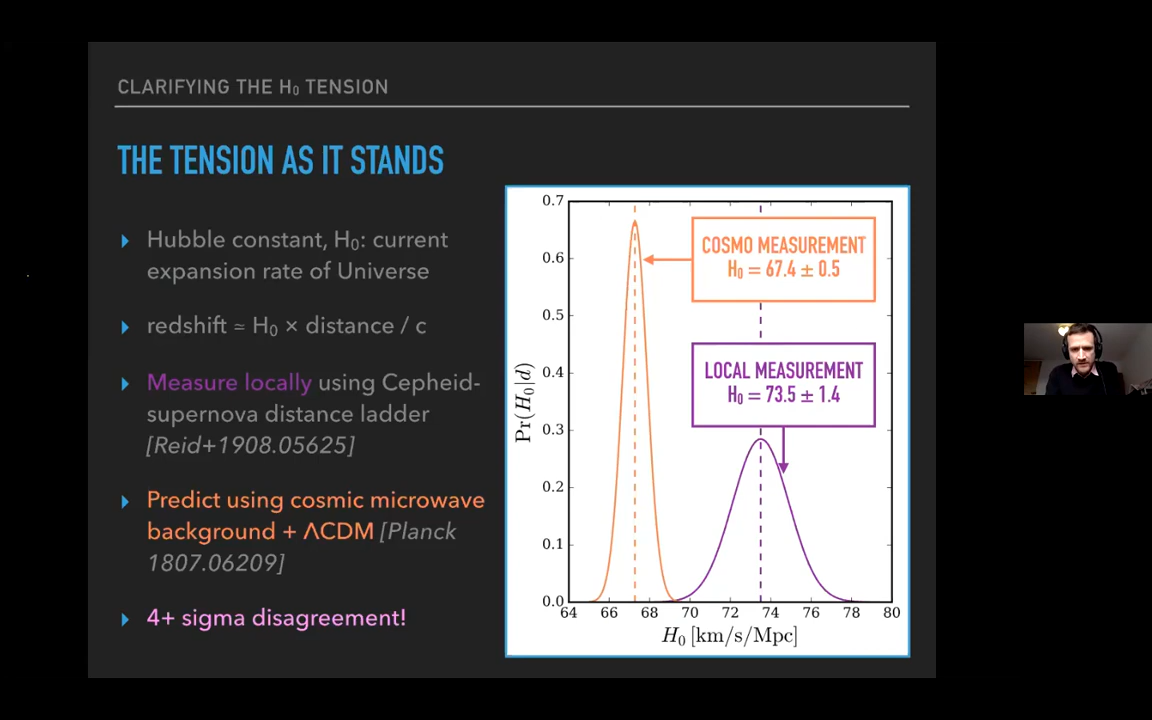 CLARIFYING THE H₀ TENSION
THE TENSION AS IT STANDS
Hubble constant, H₀: current
expansion rate of Universe
redshift ≃ H₀ × distance / c
Measure locally using Cepheid-
supernova distance ladder
[Reid+1908.05625]
Predict using cosmic microwave
background + ΛCDM [Planck
1807.06209]
4+ sigma disagreement!
0.7
0.6
0.5
0.4
0.3
0.2
0.1
0.0
Pr(H₀|d)
COSMO MEASUREMENT
H₀ = 67.4 ± 0.5
LOCAL MEASUREMENT
H₀ = 73.5 ± 1.4
64 66 68 70 72 74 76 78 80
H₀ [km/s/Mpc]